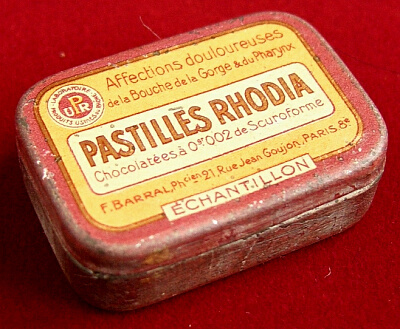 Affections douloureuses
de la Bouche de la Gorge & du Pharynx
PASTILLES RHODIA
Chocolatées à 0gr002 de Scuroforme
F. BARRAL, Phcien 21 Rue Jean Goujon, PARIS. 8e
ÉCHANTILLON